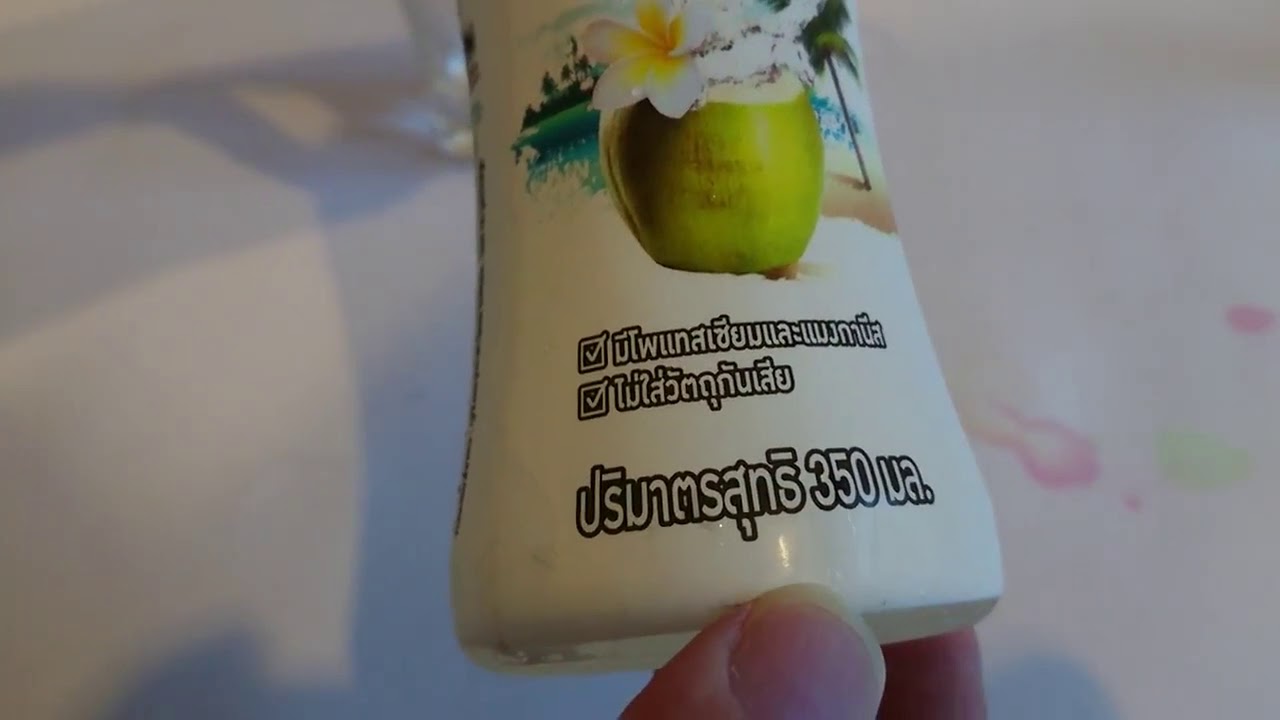 มีโพแทสเซียมและแมงกานีส
ไม่ใส่วัตถุกันเสีย
ปริมาตรสุทธิ 350 มล.